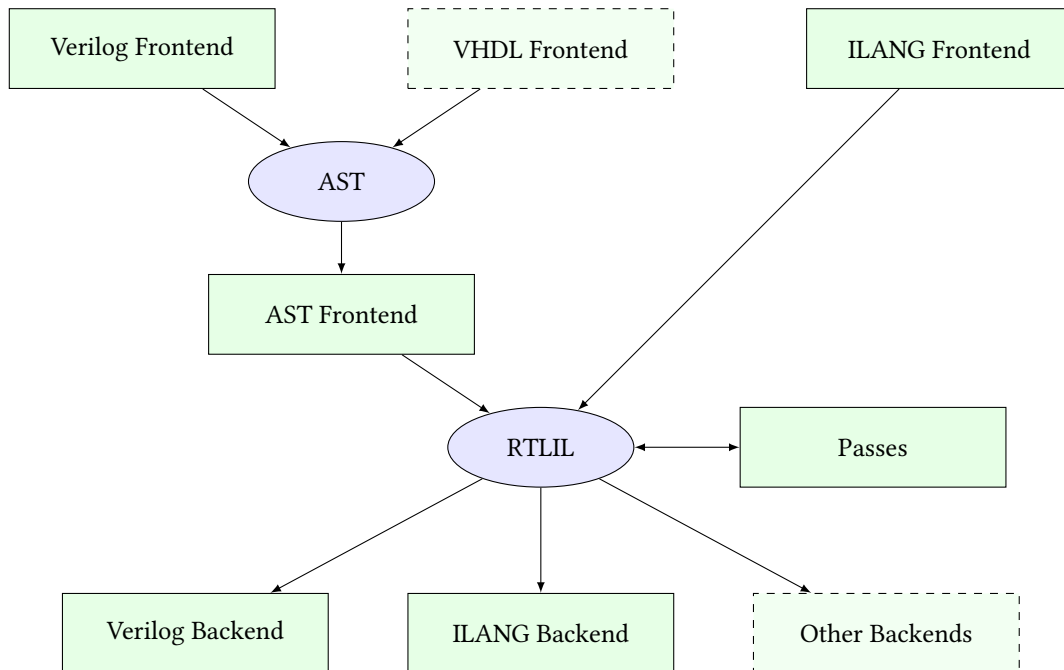 Verilog Frontend
VHDL Frontend
ILANG Frontend
AST
AST Frontend
RTLIL
Passes
Verilog Backend
ILANG Backend
Other Backends